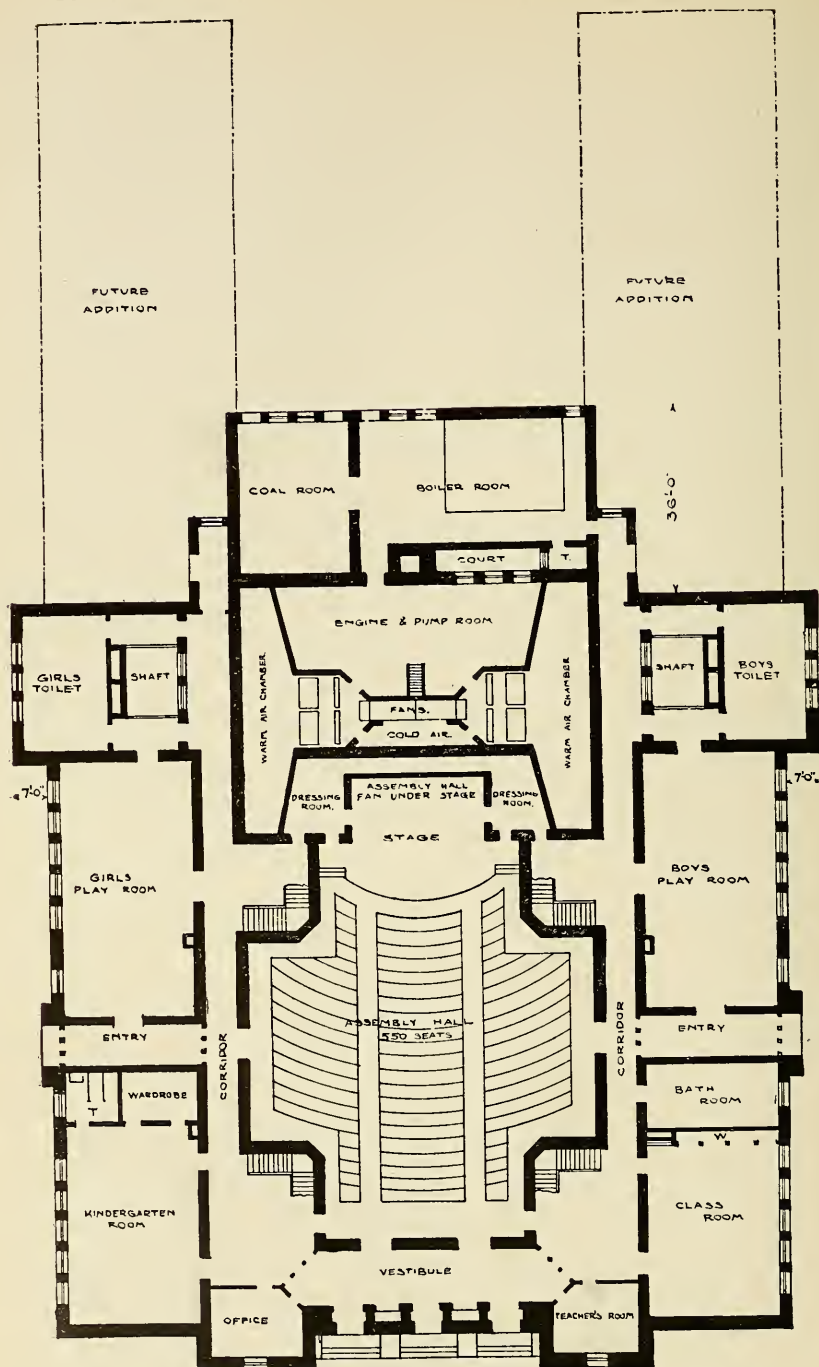 FUTURE
ADDITION
FUTURE
ADDITION
36'-0"
COAL ROOM
BOILER ROOM
COURT
T.
ENGINE & PUMP ROOM
GIRLS
TOILET
SHAFT
WARM AIR CHAMBER
FANS.
COLD AIR.
WARM AIR CHAMBER
SHAFT
BOYS
TOILET
7'-0"
DRESSING
ROOM.
ASSEMBLY HALL
FAN UNDER STAGE
DRESSING
ROOM.
7'-0"
STAGE
GIRLS
PLAY ROOM
BOYS
PLAY ROOM
ASSEMBLY HALL
550 SEATS
ENTRY
CORRIDOR
CORRIDOR
ENTRY
T
WARDROBE
BATH
ROOM
W
KINDERGARTEN
ROOM
CLASS
ROOM
VESTIBULE
OFFICE
TEACHER'S ROOM